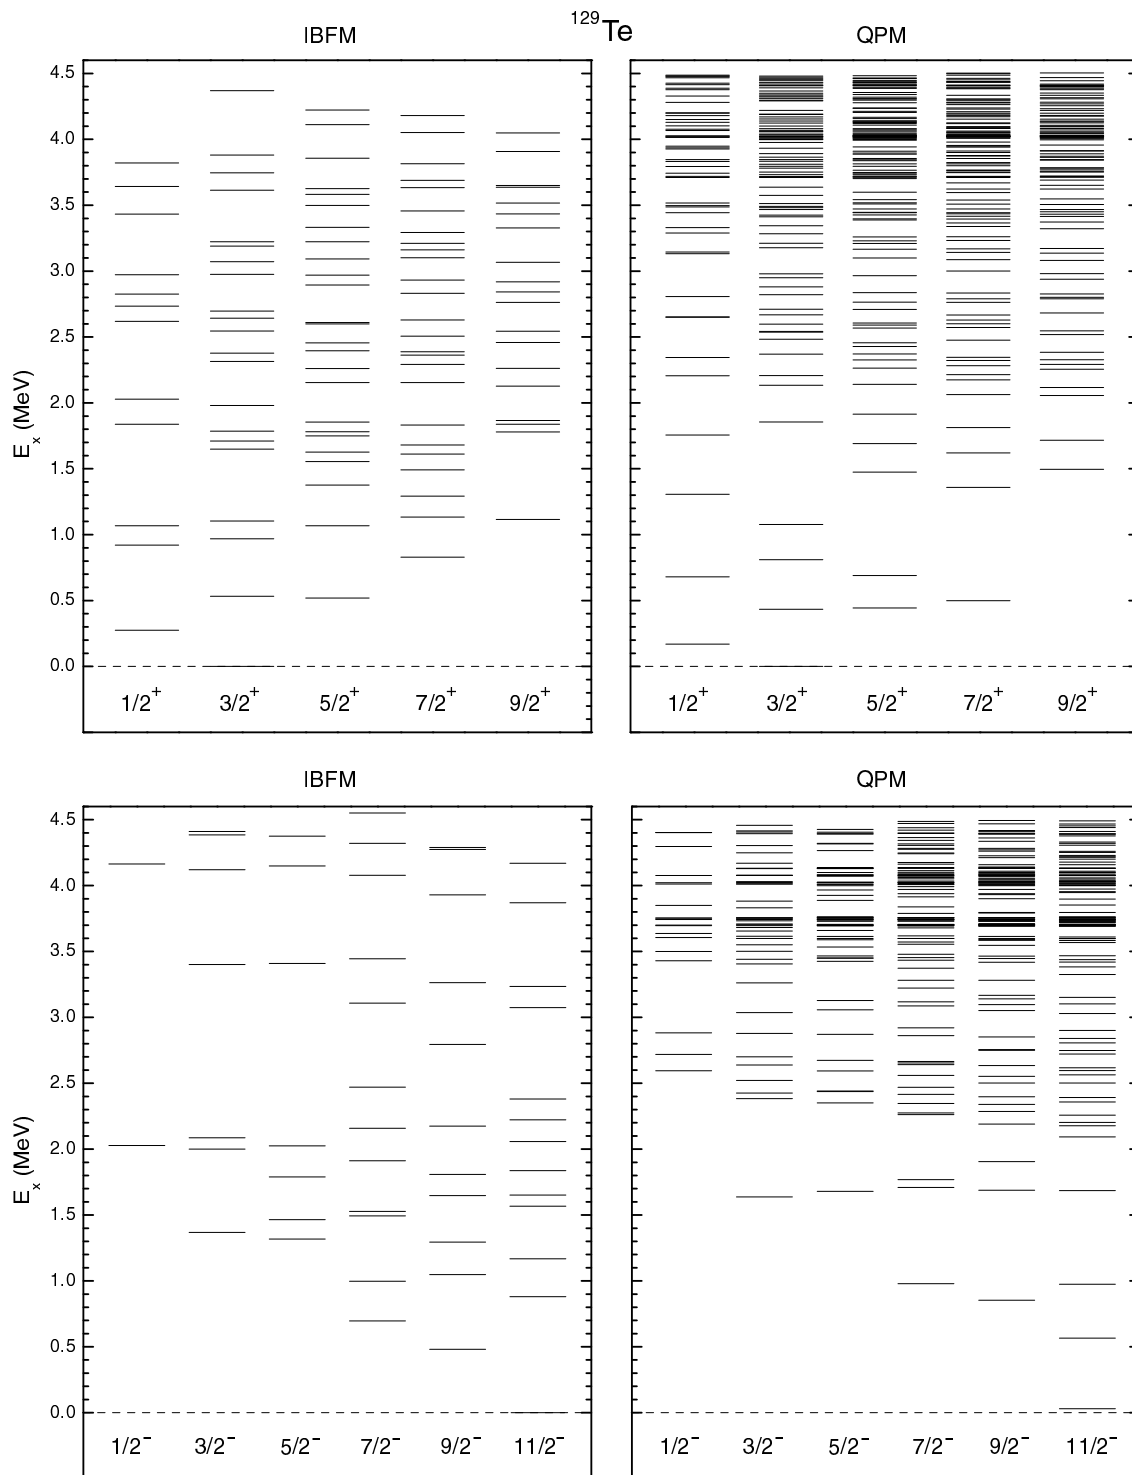 ¹²⁹Te
IBFM
QPM
4.5
4.0
3.5
3.0
2.5
2.0
1.5
1.0
0.5
0.0
Eₓ (MeV)
1/2⁺ 3/2⁺ 5/2⁺ 7/2⁺ 9/2⁺
1/2⁺ 3/2⁺ 5/2⁺ 7/2⁺ 9/2⁺
IBFM
QPM
4.5
4.0
3.5
3.0
2.5
2.0
1.5
1.0
0.5
0.0
Eₓ (MeV)
1/2⁻ 3/2⁻ 5/2⁻ 7/2⁻ 9/2⁻ 11/2⁻
1/2⁻ 3/2⁻ 5/2⁻ 7/2⁻ 9/2⁻ 11/2⁻